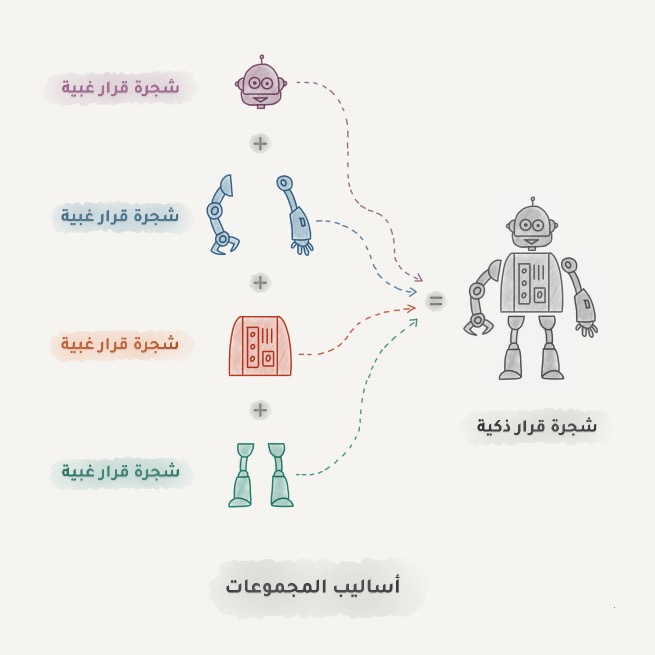 شجرة قرار غبية
+
شجرة قرار غبية
+
شجرة قرار غبية
+
شجرة قرار غبية
=
شجرة قرار ذكية
أساليب المجموعات